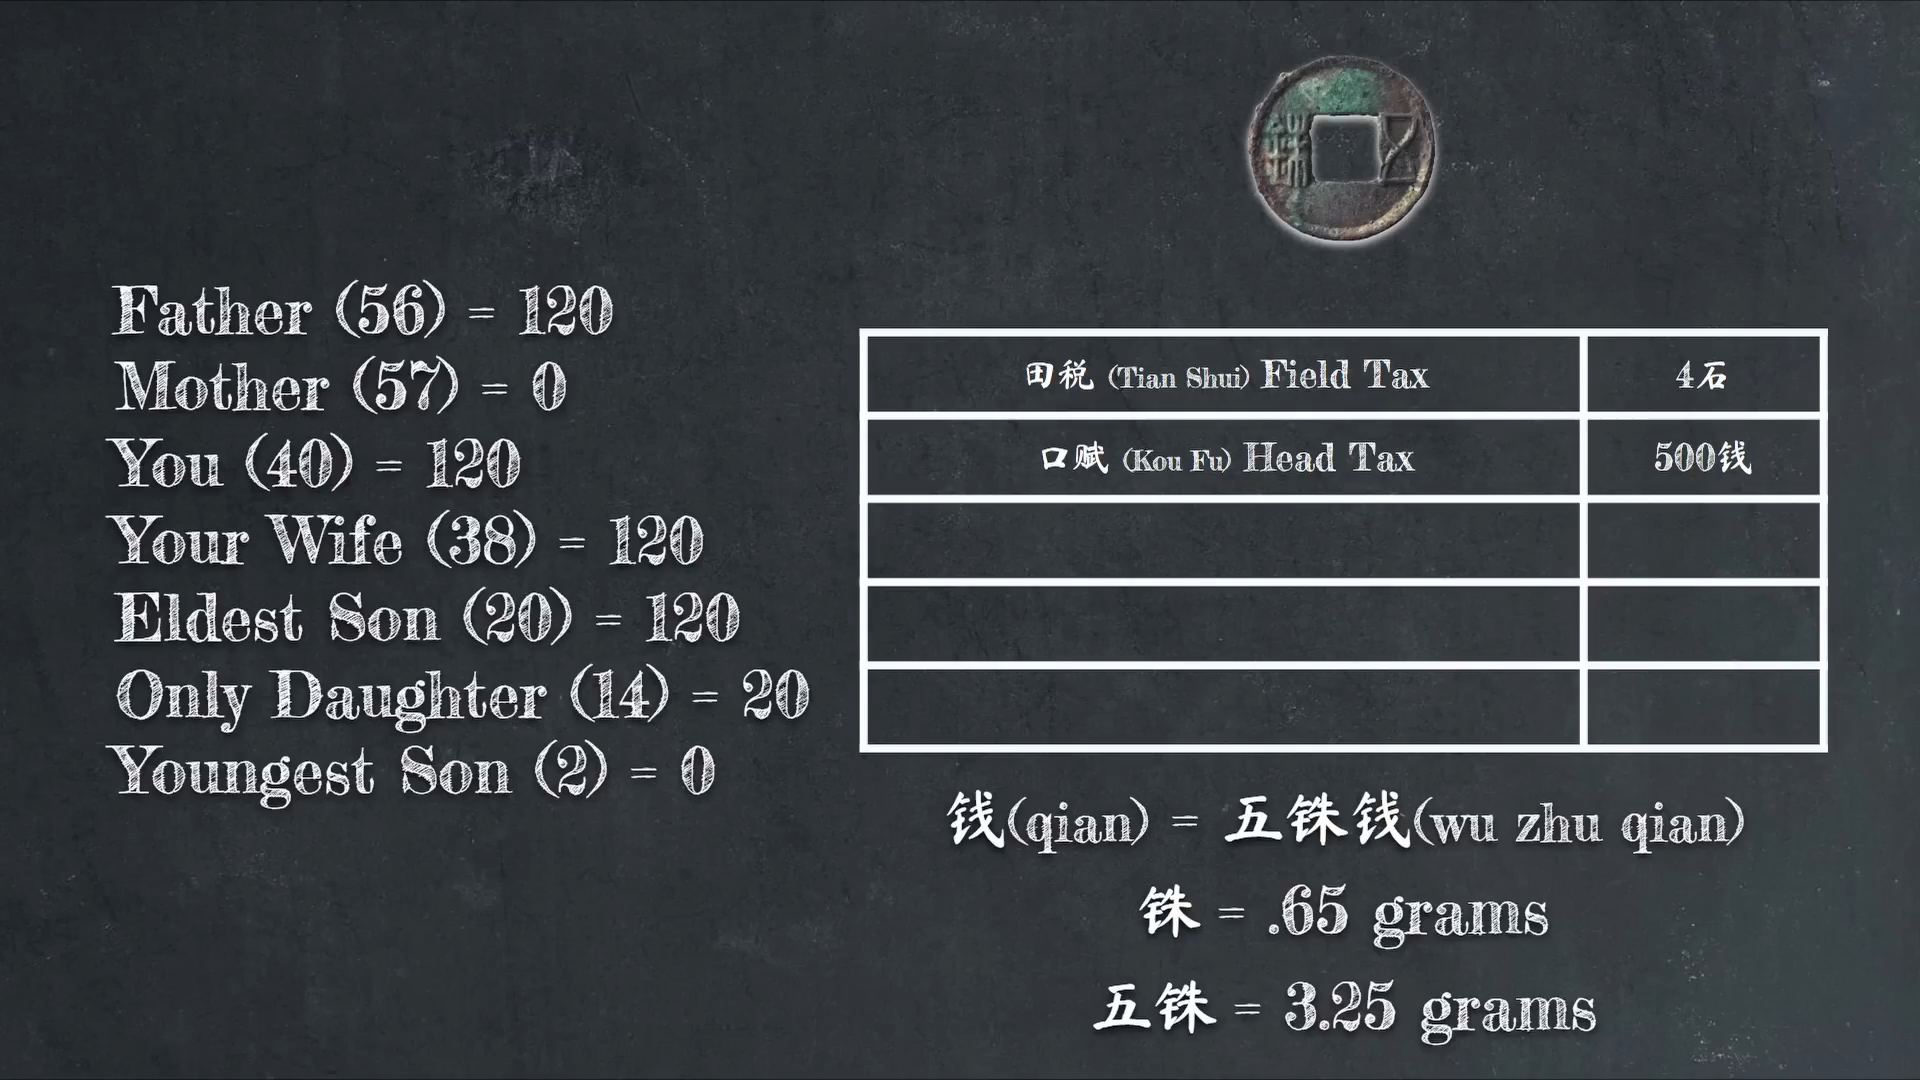 Father (56) = 120
Mother (57) = 0
You (40) = 120
Your Wife (38) = 120
Eldest Son (20) = 120
Only Daughter (14) = 20
Youngest Son (2) = 0
五 銖
田税 (Tian Shui) Field Tax 4石
口赋 (Kou Fu) Head Tax 500钱
钱(qian) = 五铢钱(wu zhu qian)
铢 = .65 grams
五铢 = 3.25 grams